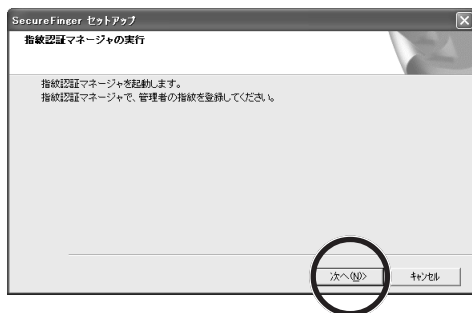 SecureFinger セットアップ
指紋認証マネージャの実行
指紋認証マネージャを起動します。
指紋認証マネージャで、管理者の指紋を登録してください。
次へ(N)>
キャンセル